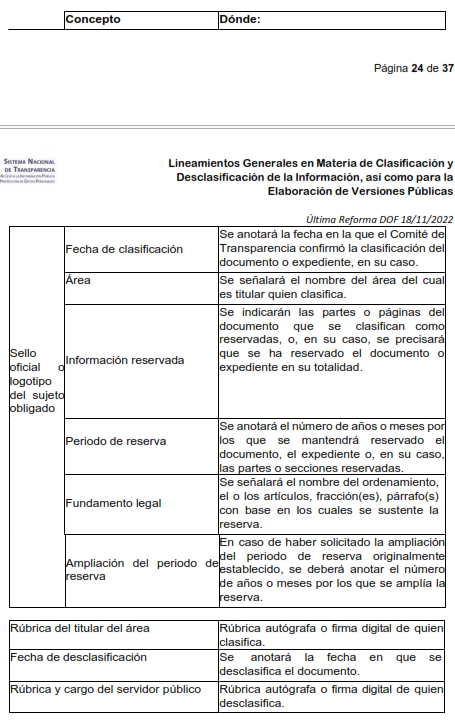 Concepto Dónde:
Página 24 de 37
SISTEMA NACIONAL
DE TRANSPARENCIA
Lineamientos Generales en Materia de Clasificación y
Desclasificación de la Información, así como para la
Elaboración de Versiones Públicas
Última Reforma DOF 18/11/2022
Sello
oficial o
logotipo
del sujeto
obligado
Fecha de clasificación
Se anotará la fecha en la que el Comité de
Transparencia confirmó la clasificación del
documento o expediente, en su caso.
Área
Se señalará el nombre del área del cual
es titular quien clasifica.
Información reservada
Se indicarán las partes o páginas del
documento que se clasifican como
reservadas, o, en su caso, se precisará
que se ha reservado el documento o
expediente en su totalidad.
Periodo de reserva
Se anotará el número de años o meses por
los que se mantendrá reservado el
documento, el expediente o, en su caso,
las partes o secciones reservadas.
Fundamento legal
Se señalará el nombre del ordenamiento,
el o los artículos, fracción(es), párrafo(s)
con base en los cuales se sustente la
reserva.
Ampliación del periodo de
reserva
En caso de haber solicitado la ampliación
del periodo de reserva originalmente
establecido, se deberá anotar el número
de años o meses por los que se amplía la
reserva.
Rúbrica del titular del área
Rúbrica autógrafa o firma digital de quien
clasifica.
Fecha de desclasificación
Se anotará la fecha en que se
desclasifica el documento.
Rúbrica y cargo del servidor público
Rúbrica autógrafa o firma digital de quien
desclasifica.